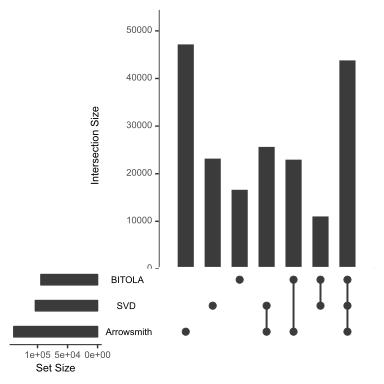 50000
40000
30000
20000
10000
0
Intersection Size
BITOLA
SVD
Arrowsmith
1e+05 5e+04 0e+00
Set Size